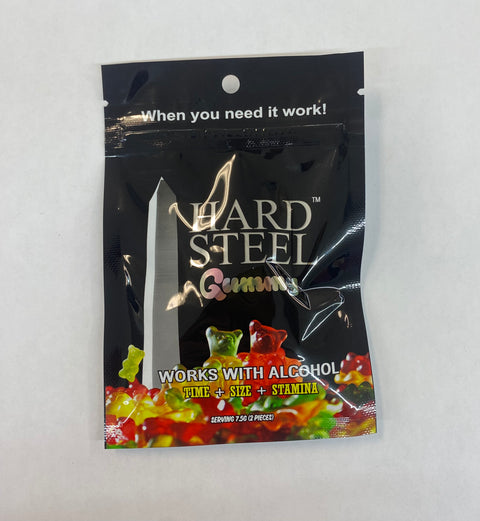 When you need it work!
HARD™
STEEL
Gummy
WORKS WITH ALCOHOL
TIME + SIZE + STAMINA
SERVING 7.5G (2 PIECES)